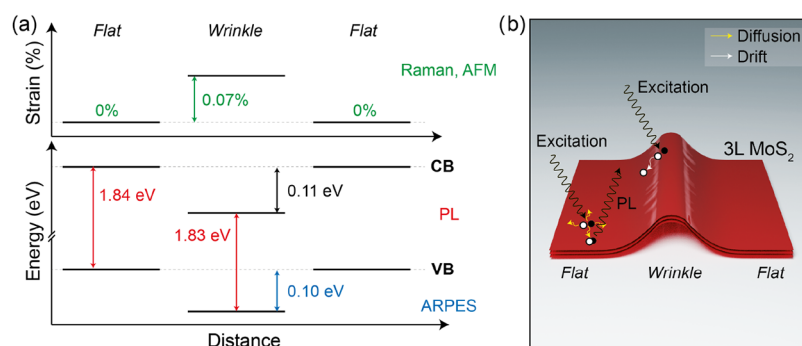 (a)
Flat Wrinkle Flat
Strain (%)
Raman, AFM
0% 0.07% 0%
Energy (eV)
CB
1.84 eV
0.11 eV
PL
1.83 eV
VB
0.10 eV
ARPES
Distance
(b)
Diffusion
Drift
Excitation
Excitation
3L MoS₂
PL
Flat Wrinkle Flat